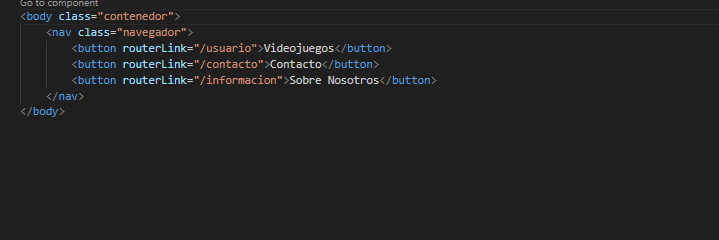 Go to component
<body class="contenedor">
<nav class="navegador">
<button routerLink="/usuario">Videojuegos</button>
<button routerLink="/contacto">Contacto</button>
<button routerLink="/informacion">Sobre Nosotros</button>
</nav>
</body>